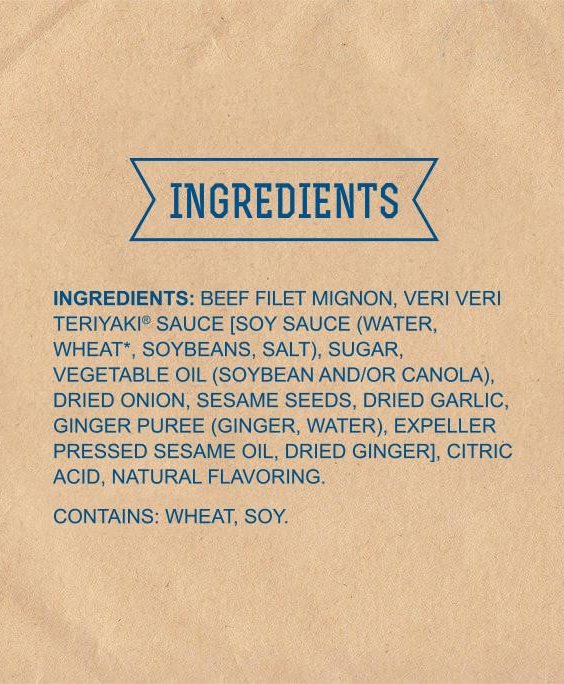 INGREDIENTS
INGREDIENTS: BEEF FILET MIGNON, VERI VERI
TERIYAKI® SAUCE [SOY SAUCE (WATER,
WHEAT*, SOYBEANS, SALT), SUGAR,
VEGETABLE OIL (SOYBEAN AND/OR CANOLA),
DRIED ONION, SESAME SEEDS, DRIED GARLIC,
GINGER PUREE (GINGER, WATER), EXPELLER
PRESSED SESAME OIL, DRIED GINGER], CITRIC
ACID, NATURAL FLAVORING.
CONTAINS: WHEAT, SOY.